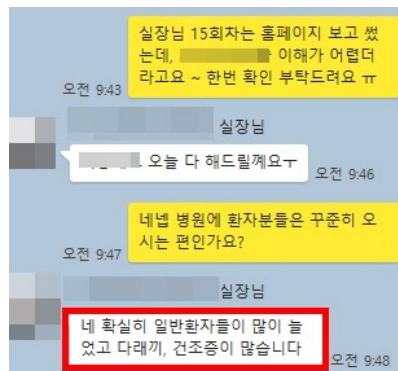 실장님 15회차는 홈페이지 보고 썼
는데, 이해가 어렵더
라고요 ~ 한번 확인 부탁드려요 ㅠ
오전 9:43
실장님
오늘 다 해드릴꼐요ㅜ
오전 9:46
네넵 병원에 환자분들은 꾸준히 오
시는 편인가요?
오전 9:47
실장님
네 확실히 일반환자들이 많이 늘
었고 다래끼, 건조증이 많습니다
오전 9:48